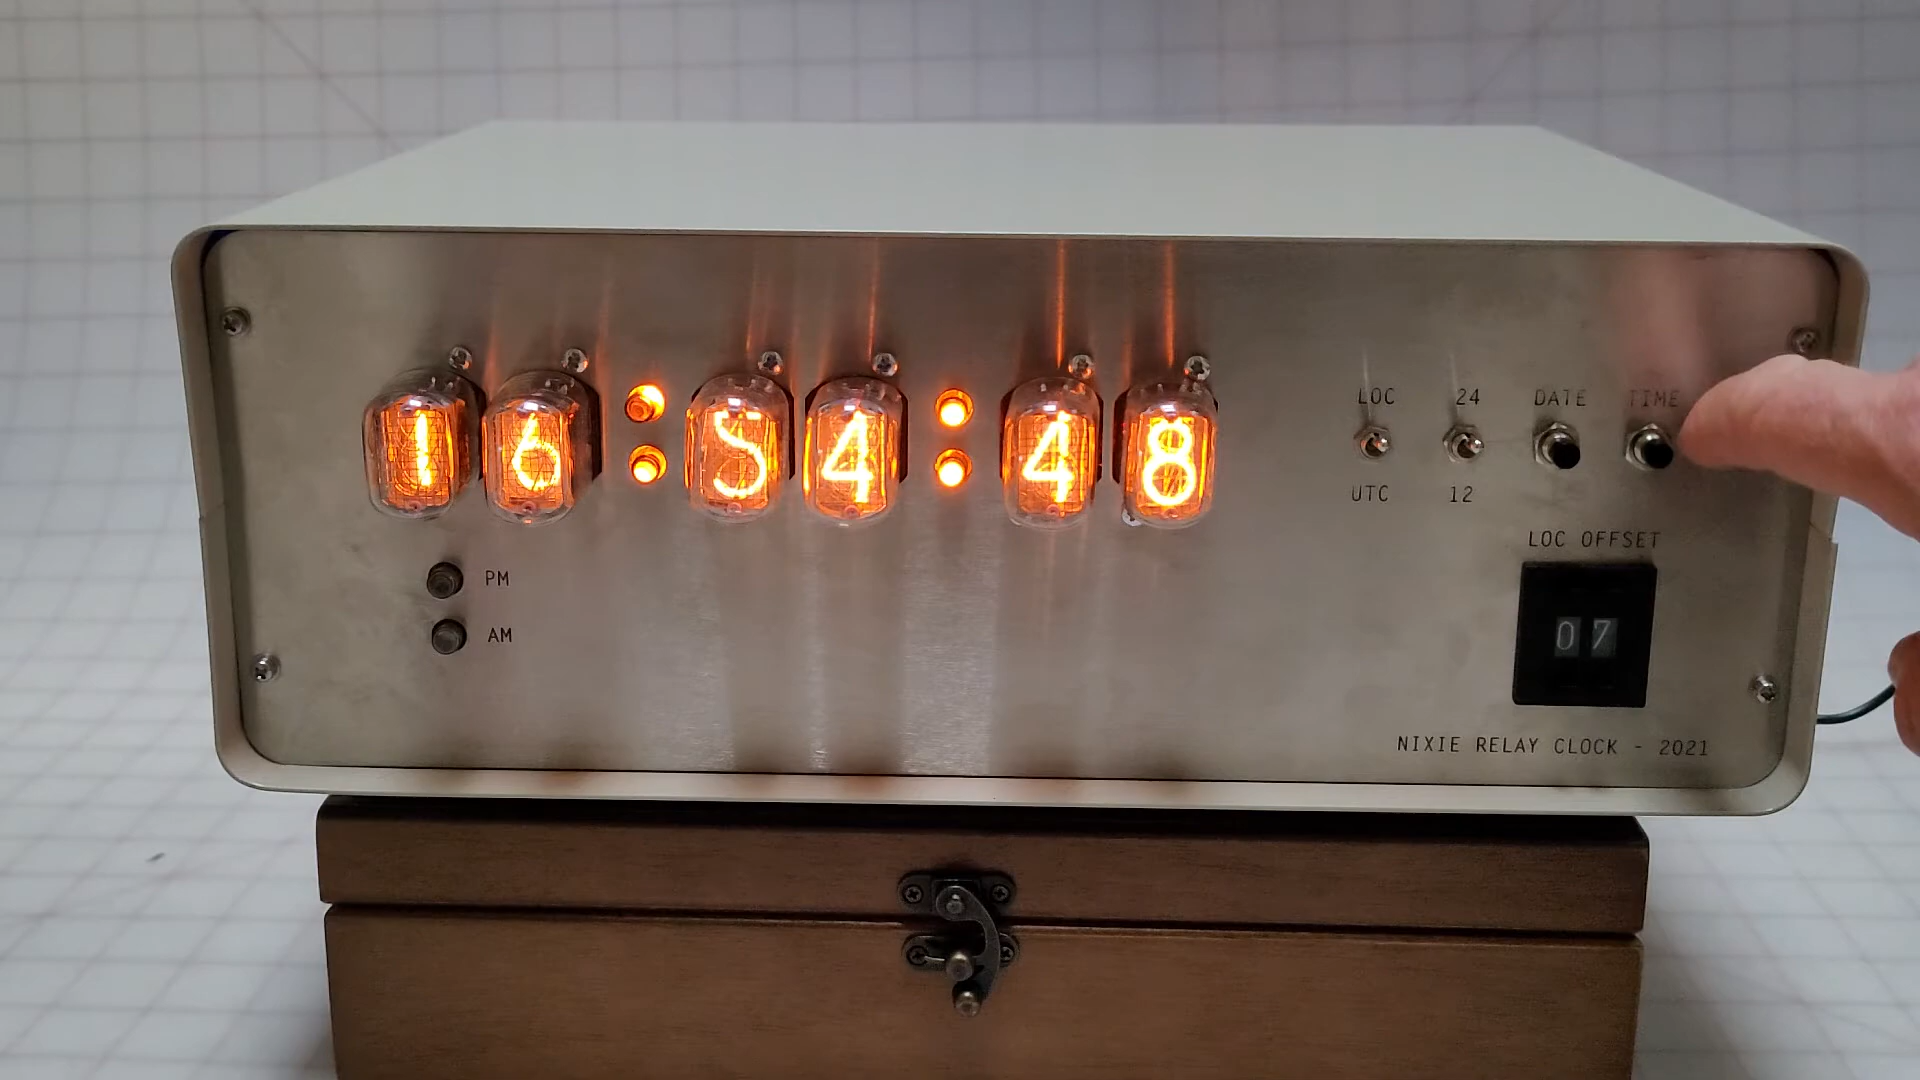 16:54:48
LOC 24 DATE TIME
UTC 12
LOC OFFSET
07
PM
AM
NIXIE RELAY CLOCK - 2021